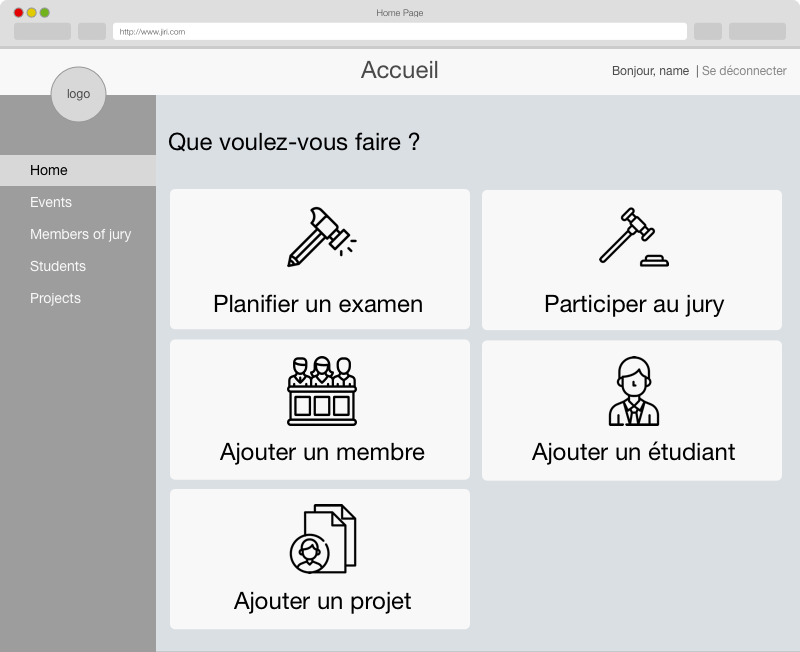 Home Page
http://www.jiri.com
logo
Accueil
Bonjour, name | Se déconnecter
Home
Events
Members of jury
Students
Projects
Que voulez-vous faire ?
Planifier un examen
Participer au jury
Ajouter un membre
Ajouter un étudiant
Ajouter un projet